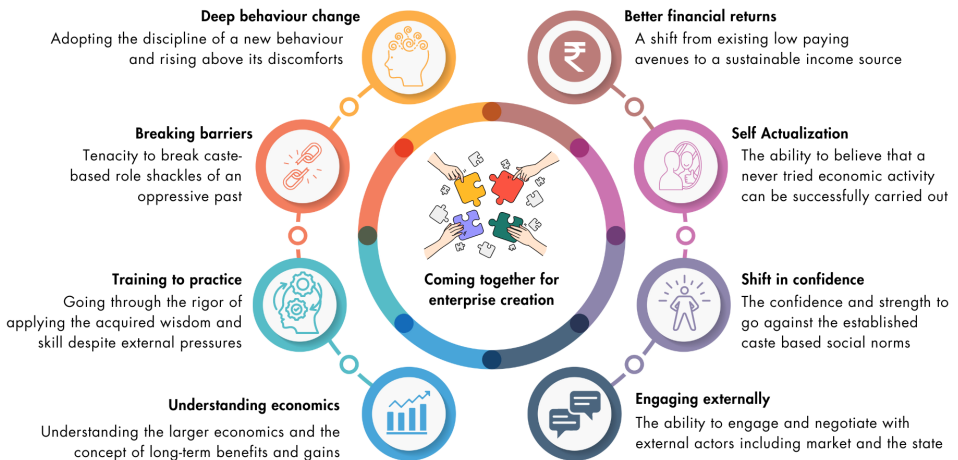 Deep behaviour change
Adopting the discipline of a new behaviour
and rising above its discomforts
Breaking barriers
Tenacity to break caste-
based role shackles of an
oppressive past
Training to practice
Going through the rigor of
applying the acquired wisdom and
skill despite external pressures
Understanding economics
Understanding the larger economics and the
concept of long-term benefits and gains
Coming together for
enterprise creation
Better financial returns
A shift from existing low paying
avenues to a sustainable income source
₹
Self Actualization
The ability to believe that a
never tried economic activity
can be successfully carried out
Shift in confidence
The confidence and strength to
go against the established
caste based social norms
Engaging externally
The ability to engage and negotiate with
external actors including market and the state